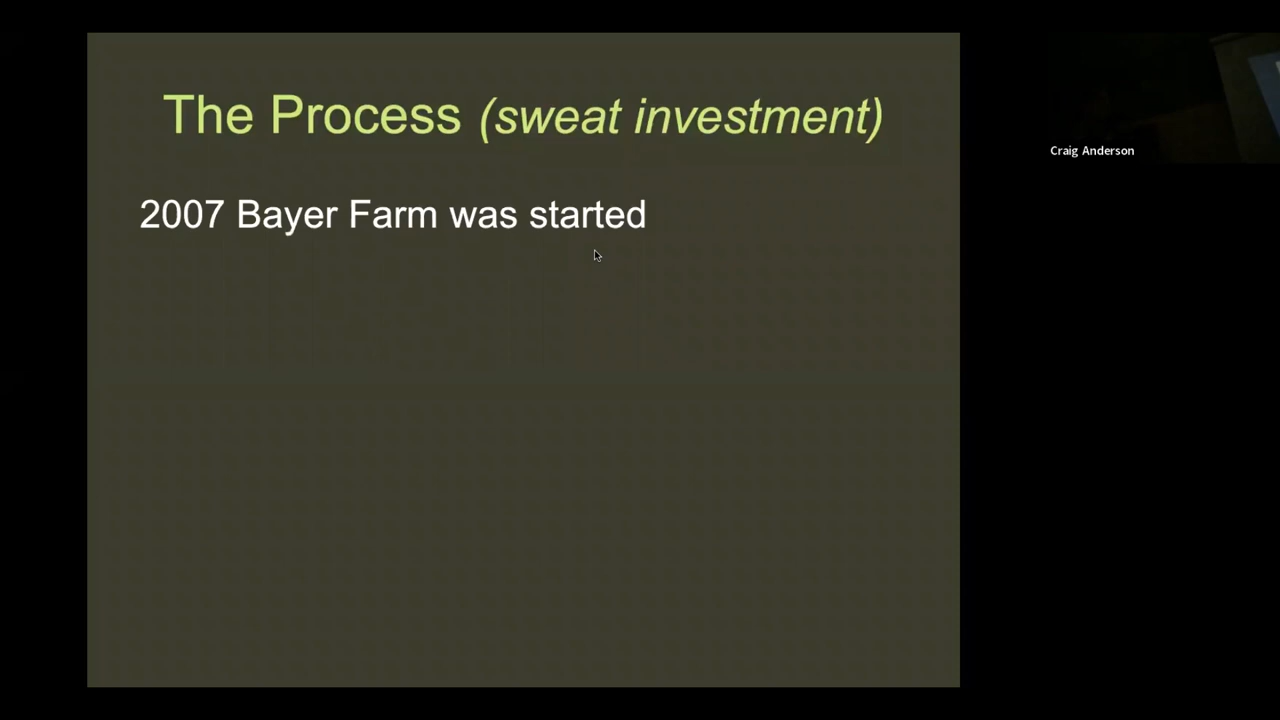 The Process (sweat investment)
2007 Bayer Farm was started
Craig Anderson